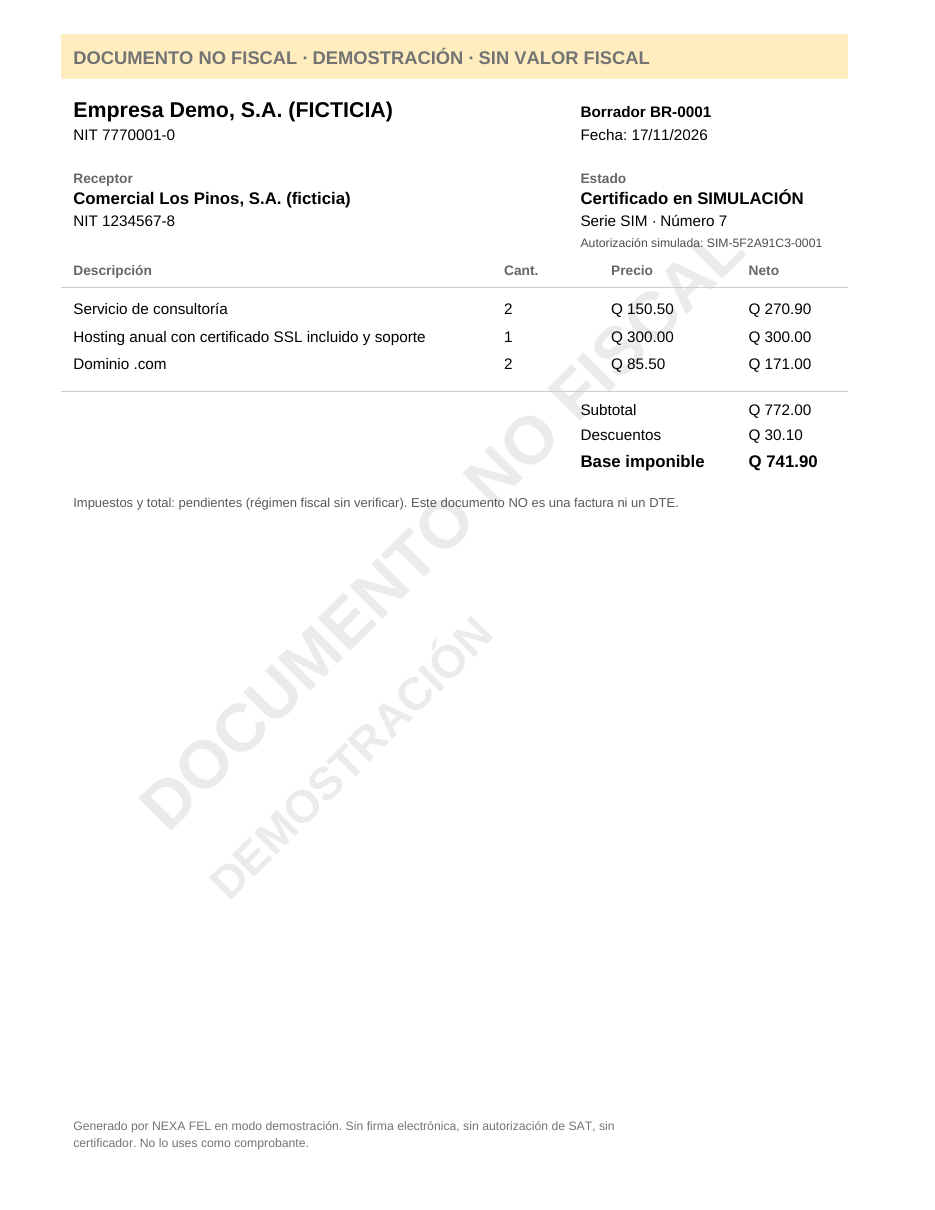 DOCUMENTO NO FISCAL · DEMOSTRACIÓN · SIN VALOR FISCAL
Empresa Demo, S.A. (FICTICIA)
NIT 7770001-0
Borrador BR-0001
Fecha: 17/11/2026
Receptor
Comercial Los Pinos, S.A. (ficticia)
NIT 1234567-8
Estado
Certificado en SIMULACIÓN
Serie SIM · Número 7
Autorización simulada: SIM-5F2A91C3-0001
Descripción Cant. Precio Neto
Servicio de consultoría 2 Q 150.50 Q 270.90
Hosting anual con certificado SSL incluido y soporte 1 Q 300.00 Q 300.00
Dominio .com 2 Q 85.50 Q 171.00
Subtotal Q 772.00
Descuentos Q 30.10
Base imponible Q 741.90
Impuestos y total: pendientes (régimen fiscal sin verificar). Este documento NO es una factura ni un DTE.
DOCUMENTO NO FISCAL
DEMOSTRACIÓN
Generado por NEXA FEL en modo demostración. Sin firma electrónica, sin autorización de SAT, sin
certificador. No lo uses como comprobante.